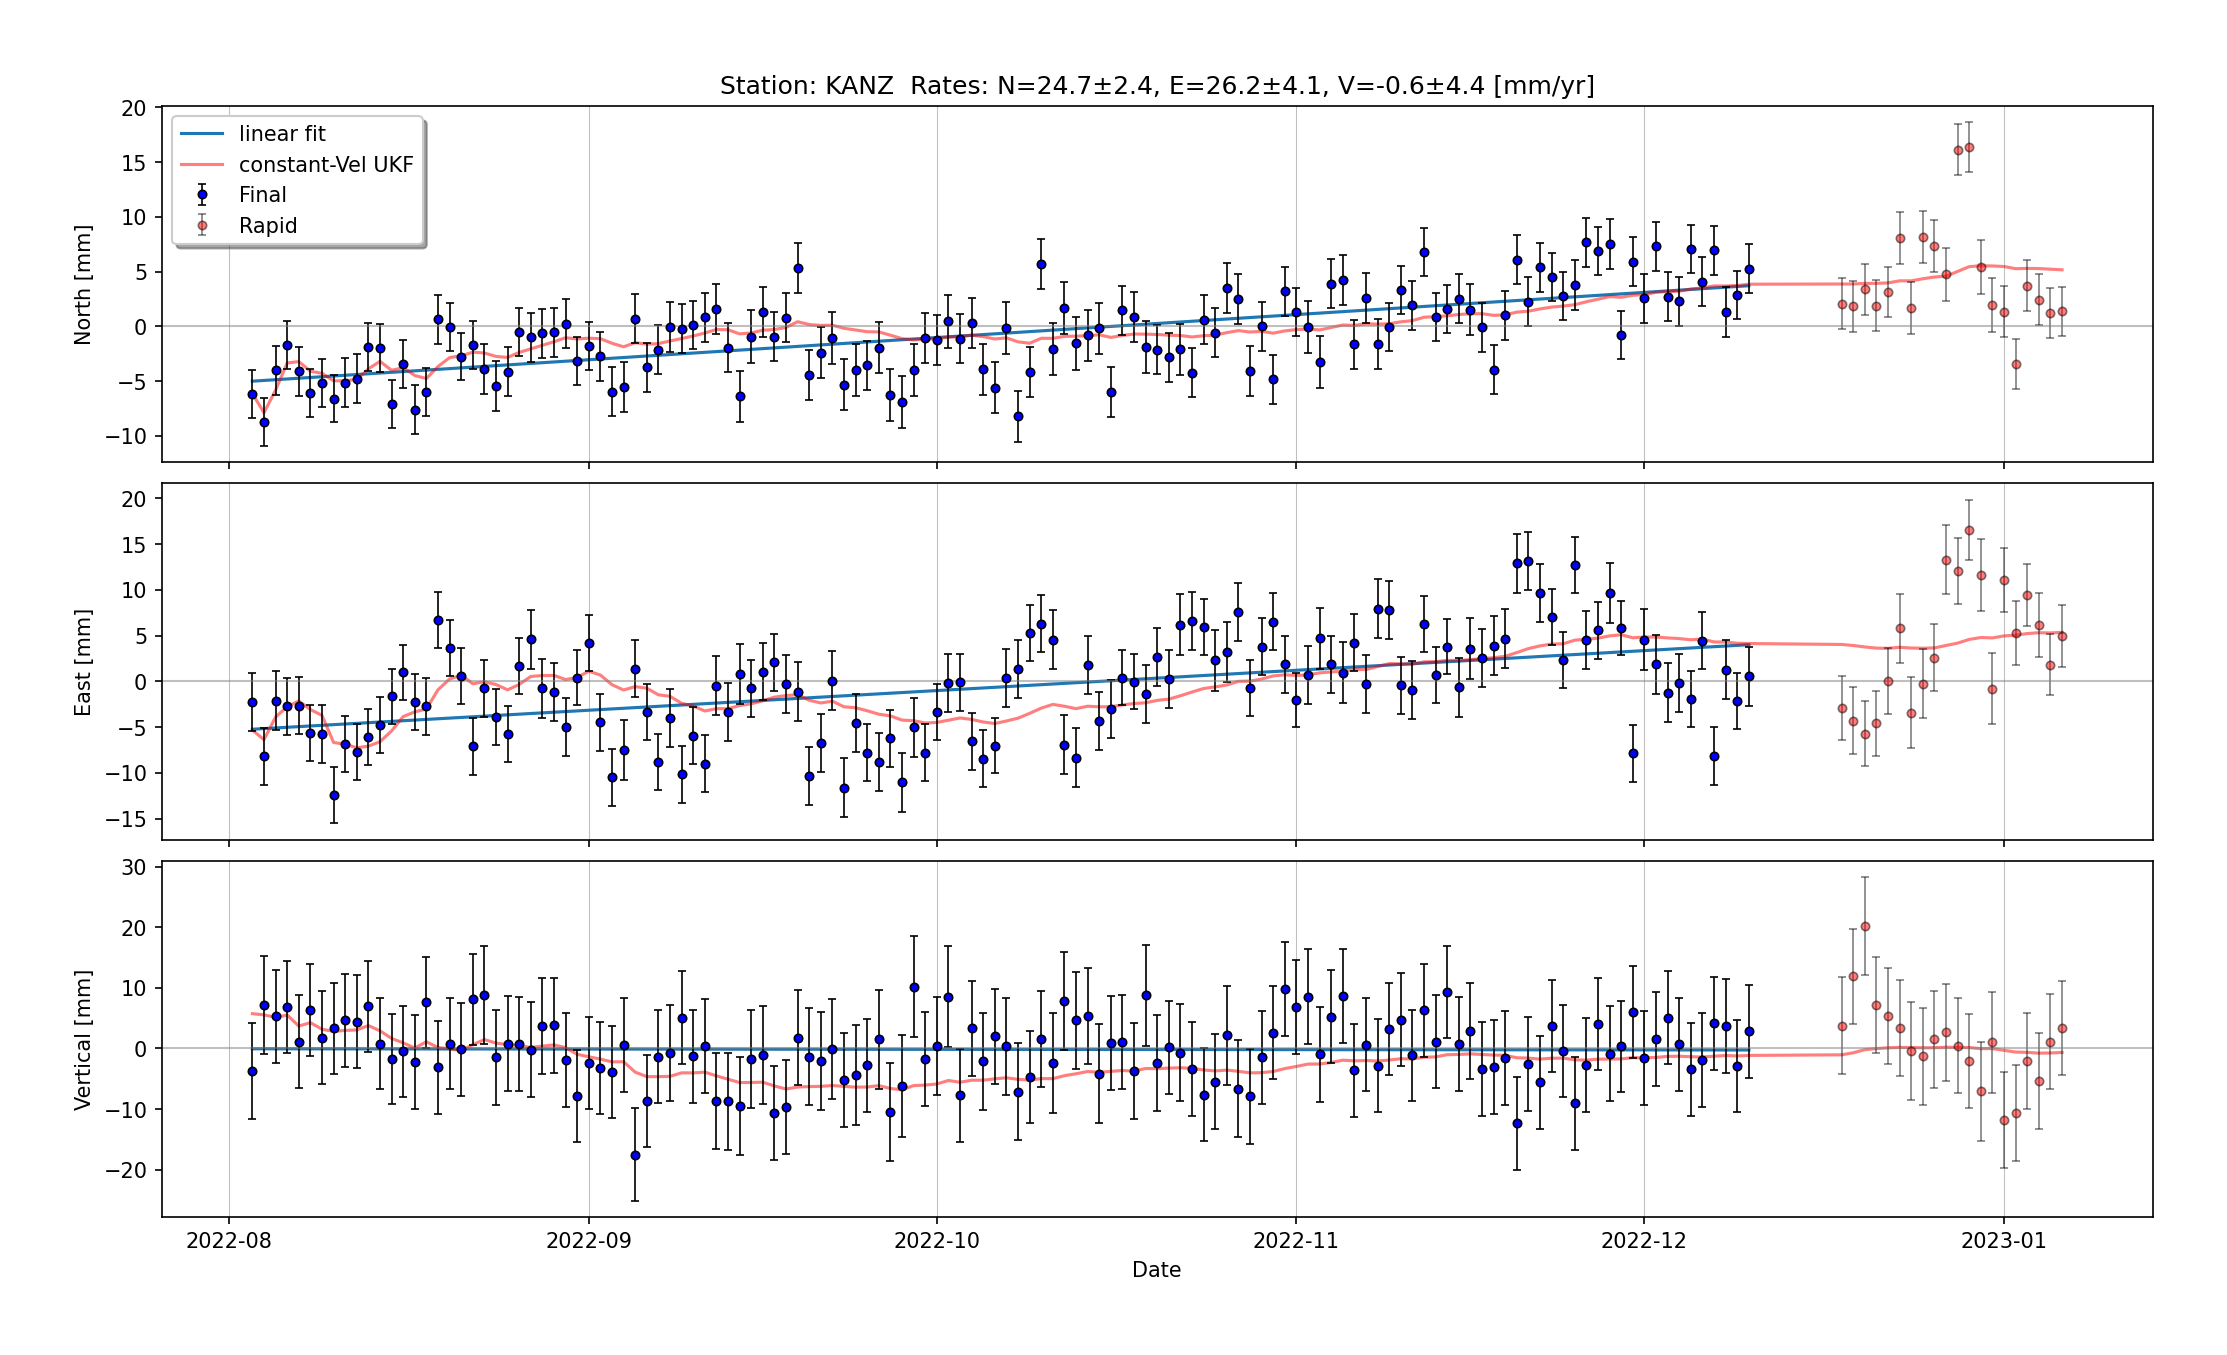 Station: KANZ  Rates: N=24.7±2.4, E=26.2±4.1, V=-0.6±4.4 [mm/yr]
linear fit
constant-Vel UKF
Final
Rapid
North [mm]
20
15
10
5
0
−5
−10
East [mm]
20
15
10
5
0
−5
−10
−15
Vertical [mm]
30
20
10
0
−10
−20
2022-08 2022-09 2022-10 2022-11 2022-12 2023-01
Date